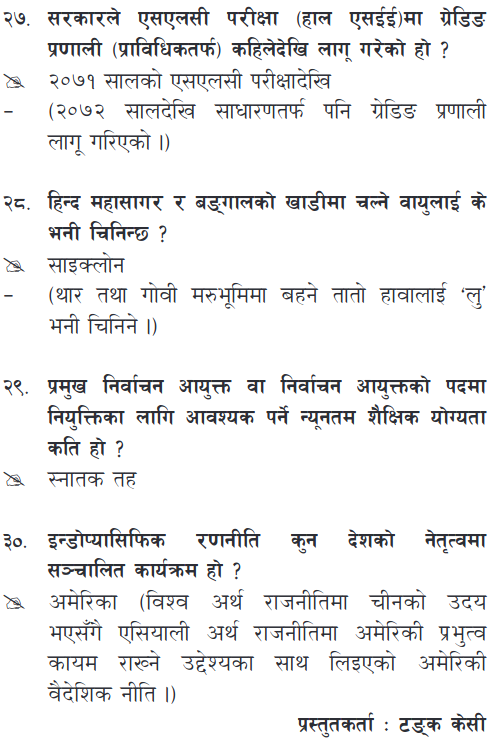 २७. सरकारले एसएलसी परीक्षा (हाल एसईई)मा ग्रेडिङ
प्रणाली (प्राविधिकतर्फ) कहिलेदेखि लागू गरेको हो ?
२०७१ सालको एसएलसी परीक्षादेखि
– (२०७२ सालदेखि साधारणतर्फ पनि ग्रेडिङ प्रणाली
लागू गरिएको ।)
२८. हिन्द महासागर र बङ्गालको खाडीमा चल्ने वायुलाई के
भनी चिनिन्छ ?
साइक्लोन
– (थार तथा गोवी मरुभूमिमा बहने तातो हावालाई ‘लु’
भनी चिनिने ।)
२९. प्रमुख निर्वाचन आयुक्त वा निर्वाचन आयुक्तको पदमा
नियुक्तिका लागि आवश्यक पर्ने न्यूनतम शैक्षिक योग्यता
कति हो ?
स्नातक तह
३०. इन्डोप्यासिफिक रणनीति कुन देशको नेतृत्वमा
सञ्चालित कार्यक्रम हो ?
अमेरिका (विश्व अर्थ राजनीतिमा चीनको उदय
भएसँगै एसियाली अर्थ राजनीतिमा अमेरिकी प्रभुत्व
कायम राख्ने उद्देश्यका साथ लिइएको अमेरिकी
वैदेशिक नीति ।)
प्रस्तुतकर्ता : टङ्क केसी